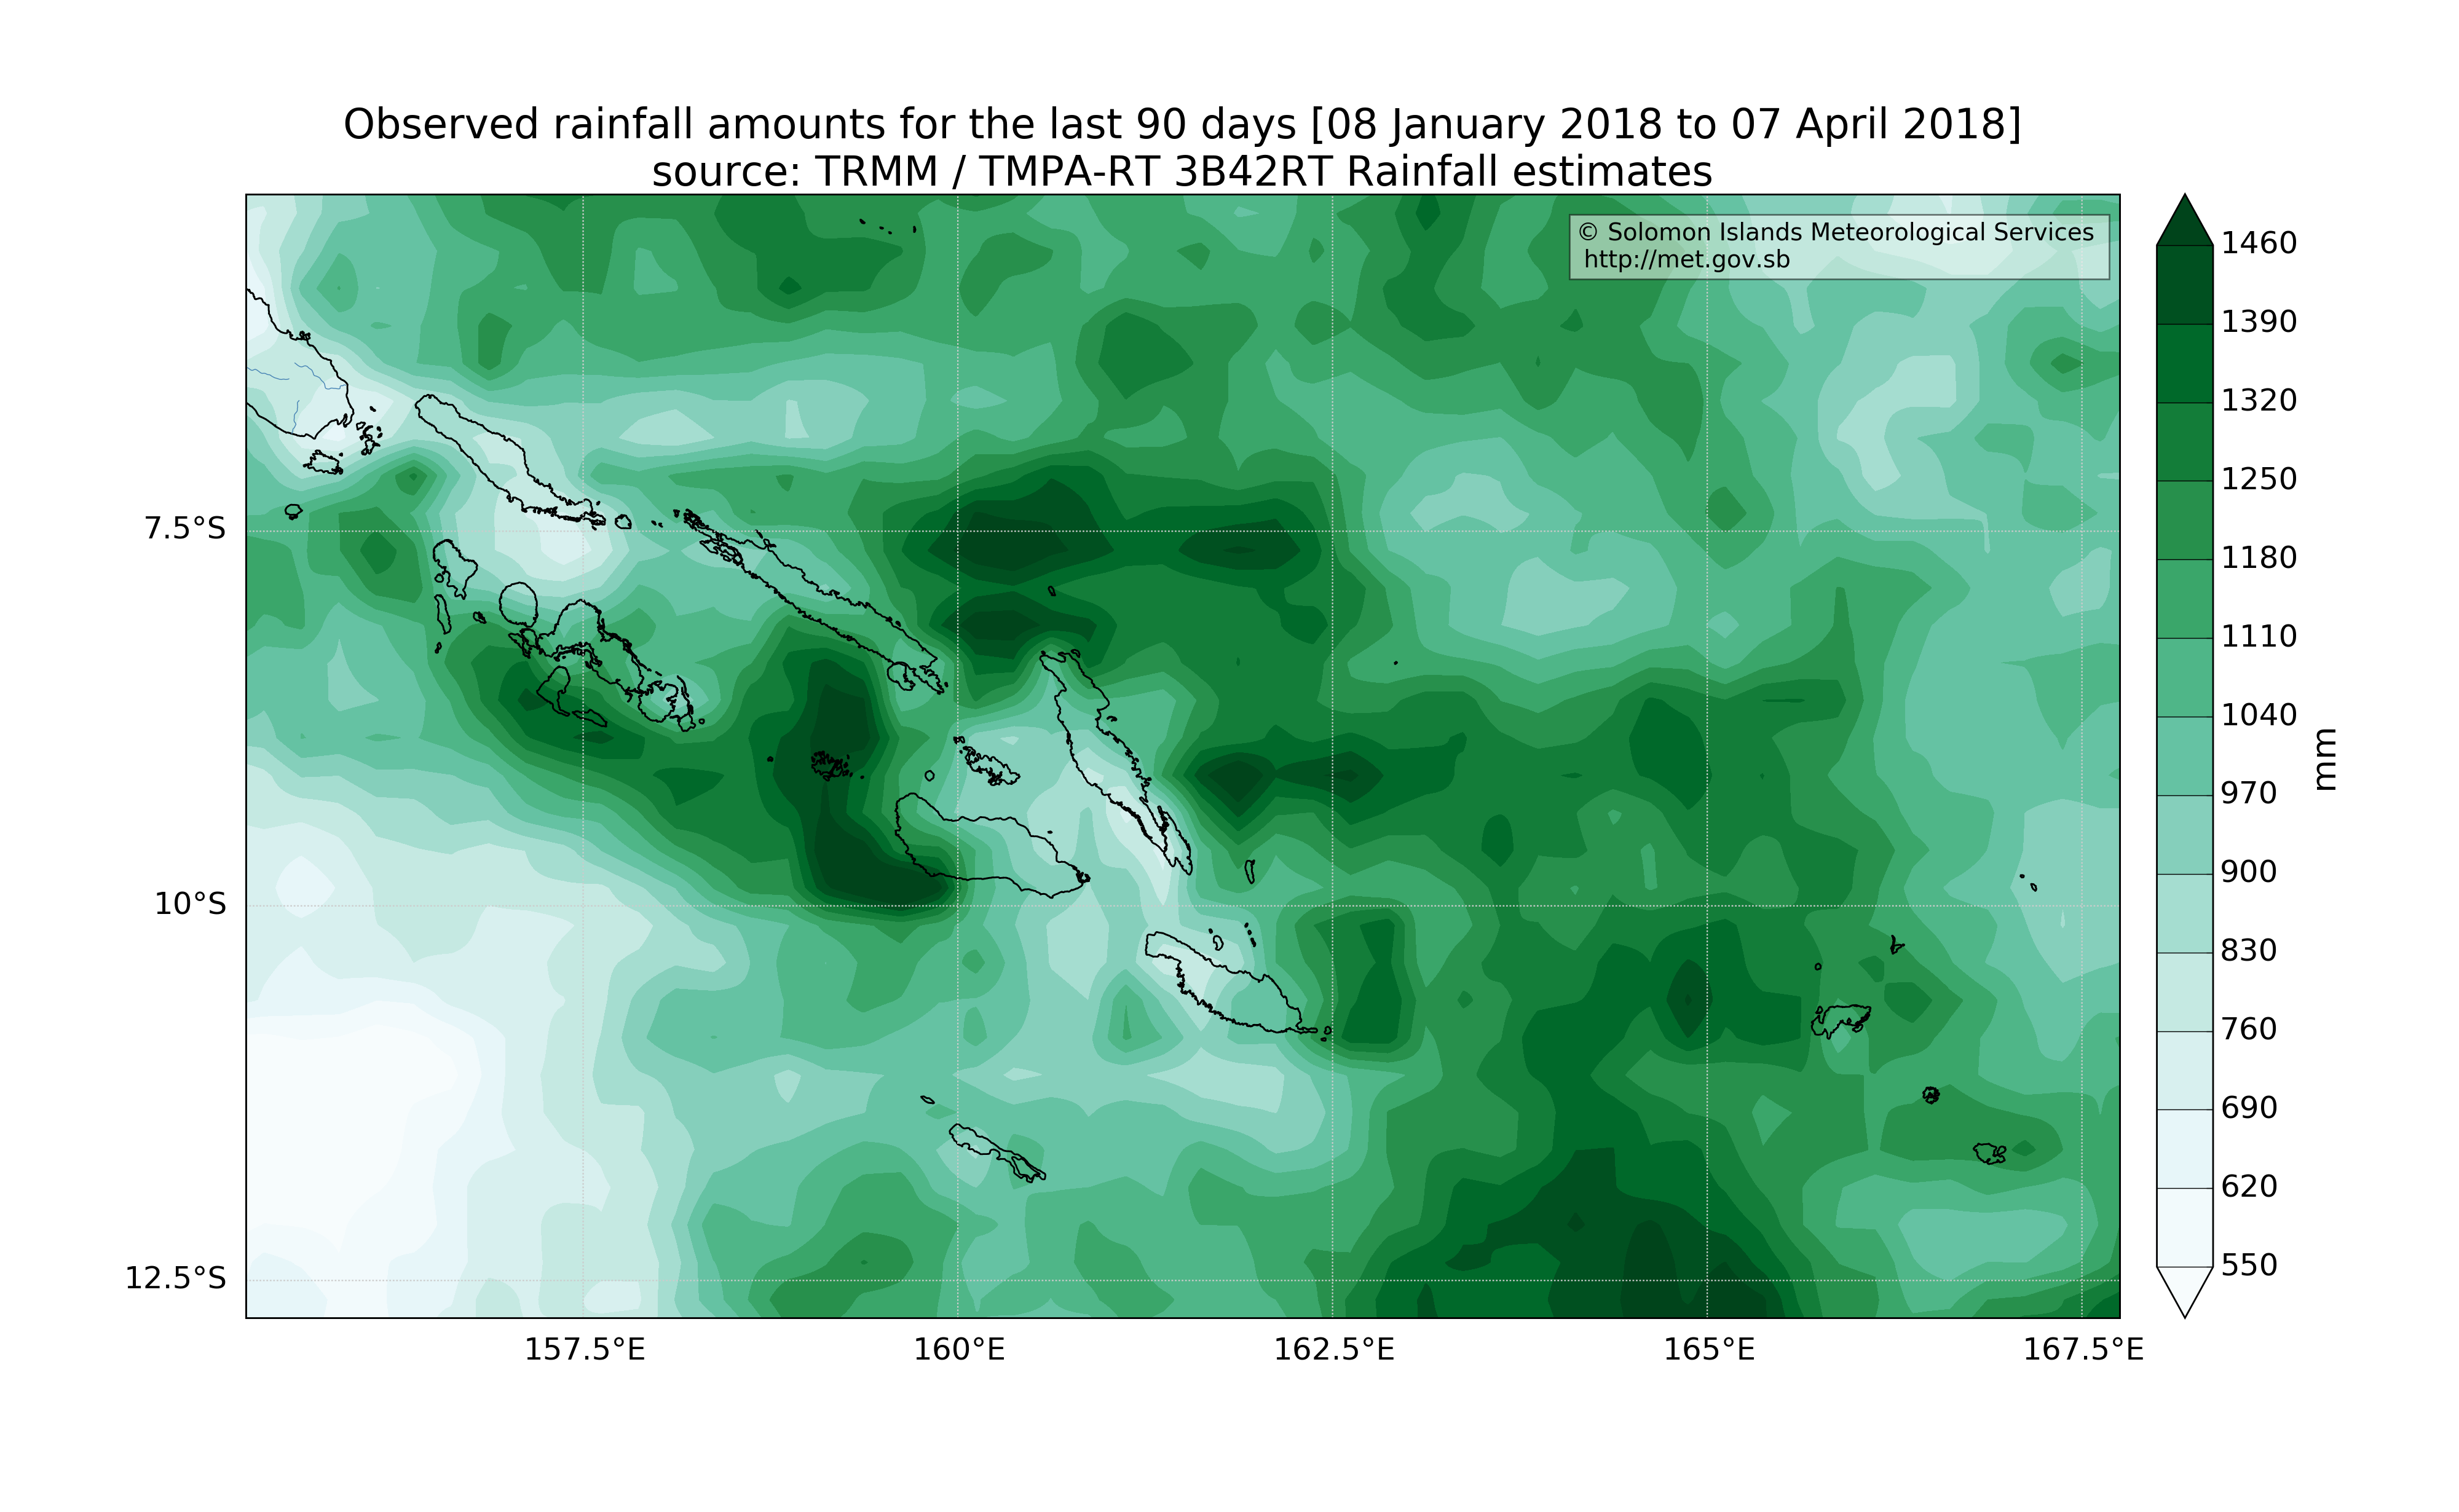 Observed rainfall amounts for the last 90 days [08 January 2018 to 07 April 2018]
source: TRMM / TMPA-RT 3B42RT Rainfall estimates
© Solomon Islands Meteorological Services
http://met.gov.sb
1460
1390
1320
1250
1180
1110
1040
970
900
830
760
690
620
550
mm
7.5°S
10°S
12.5°S
157.5°E
160°E
162.5°E
165°E
167.5°E